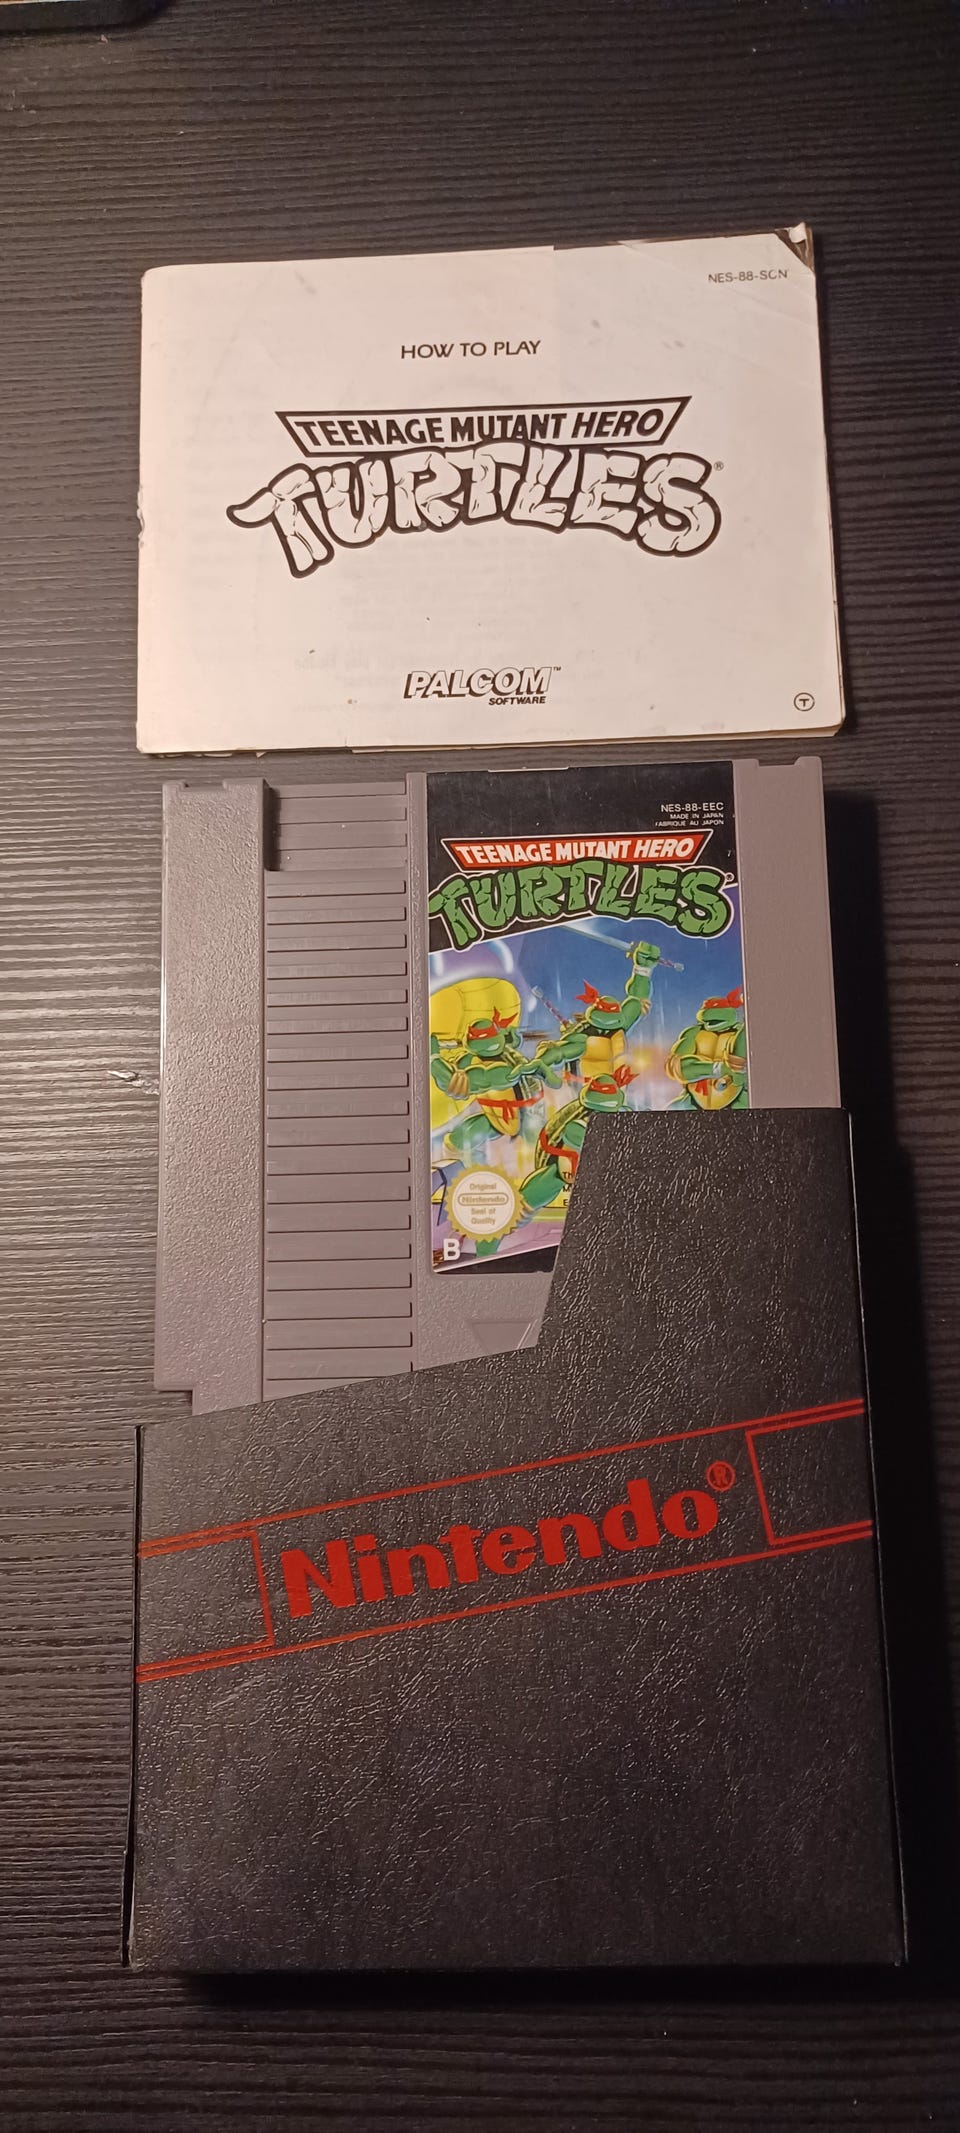 NES-88-SCN
HOW TO PLAY
TEENAGE MUTANT HERO
TURTLES®
PALCOM™
SOFTWARE
T
NES-88-EEC
MADE IN JAPAN
FABRIQUE AU JAPON
TEENAGE MUTANT HERO
TURTLES®
Original
Nintendo
Seal of
Quality
B
Nintendo®